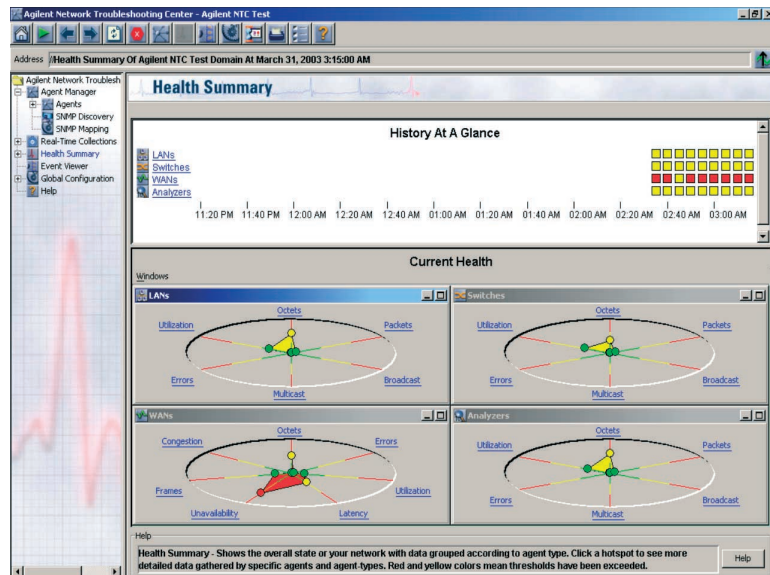 Agilent Network Troubleshooting Center - Agilent NTC Test
Address //Health Summary Of Agilent NTC Test Domain At March 31, 2003 3:15:00 AM
Agilent Network Troublesh
Agent Manager
Agents
SNMP Discovery
SNMP Mapping
Real-Time Collections
Health Summary
Event Viewer
Global Configuration
Help
Health Summary
History At A Glance
LANs
Switches
WANs
Analyzers
11:20 PM 11:40 PM 12:00 AM 12:20 AM 12:40 AM 01:00 AM 01:20 AM 01:40 AM 02:00 AM 02:20 AM 02:40 AM 03:00 AM
Current Health
Windows
LANs
Octets
Utilization Packets
Errors Broadcast
Multicast
Switches
Octets
Utilization Packets
Errors Broadcast
Multicast
WANs
Octets
Congestion Errors
Frames Utilization
Unavailability Latency
Analyzers
Octets
Utilization Packets
Errors Broadcast
Multicast
Help
Health Summary - Shows the overall state or your network with data grouped according to agent type. Click a hotspot to see more
detailed data gathered by specific agents and agent-types. Red and yellow colors mean thresholds have been exceeded.
Help